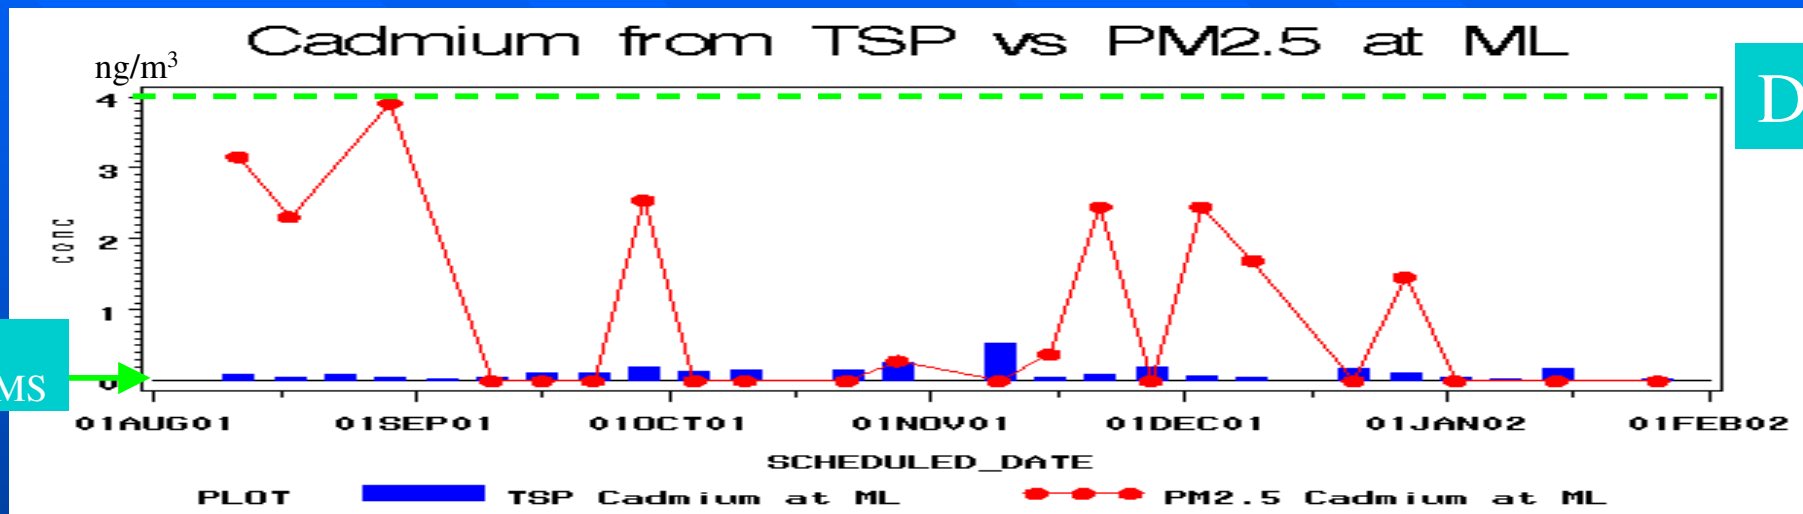 Cadmium from TSP vs PM2.5 at ML
ng/m³
D
4
3
2
1
0
conc
MS
01AUG01 01SEP01 01OCT01 01NOV01 01DEC01 01JAN02 01FEB02
SCHEDULED_DATE
PLOT TSP Cadmium at ML PM2.5 Cadmium at ML